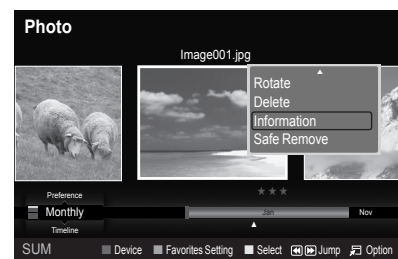 Photo
Image001.jpg
Rotate
Delete
Information
Safe Remove
Preference
Monthly
Timeline
Jan
Nov
SUM Device Favorites Setting Select Jump Option